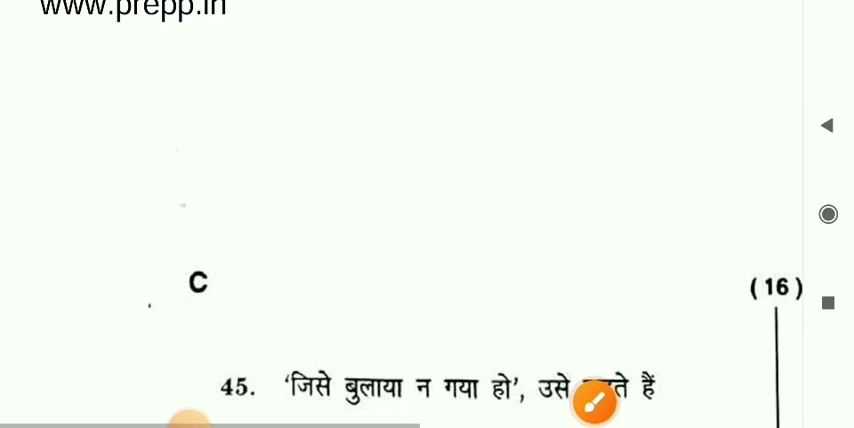 www.prepp.in
C
(16)
45. ‘जिसे बुलाया न गया हो’, उसे हैं